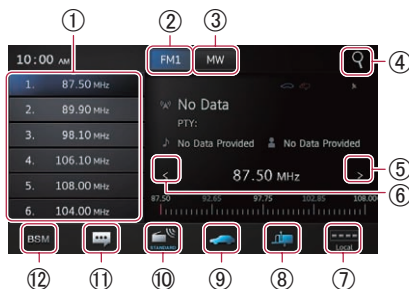 ① ② ③
10:00 AM FM1 MW ④
1. 87.50 MHz
2. 89.90 MHz
3. 98.10 MHz
4. 106.10 MHz
5. 108.00 MHz
6. 104.00 MHz
No Data
PTY:
No Data Provided No Data Provided
< 87.50 MHz > ⑤
⑥
87.50 92.65 97.75 102.85 108.00
BSM STANDARD Local
⑫ ⑪ ⑩ ⑨ ⑧ ⑦